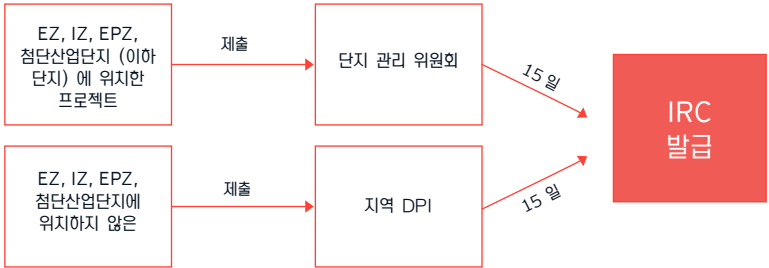 EZ, IZ, EPZ,
첨단산업단지 (이하
단지) 에 위치한
프로젝트
제출
단지 관리 위원회
15 일
IRC
발급
EZ, IZ, EPZ,
첨단산업단지에
위치하지 않은
제출
지역 DPI
15 일